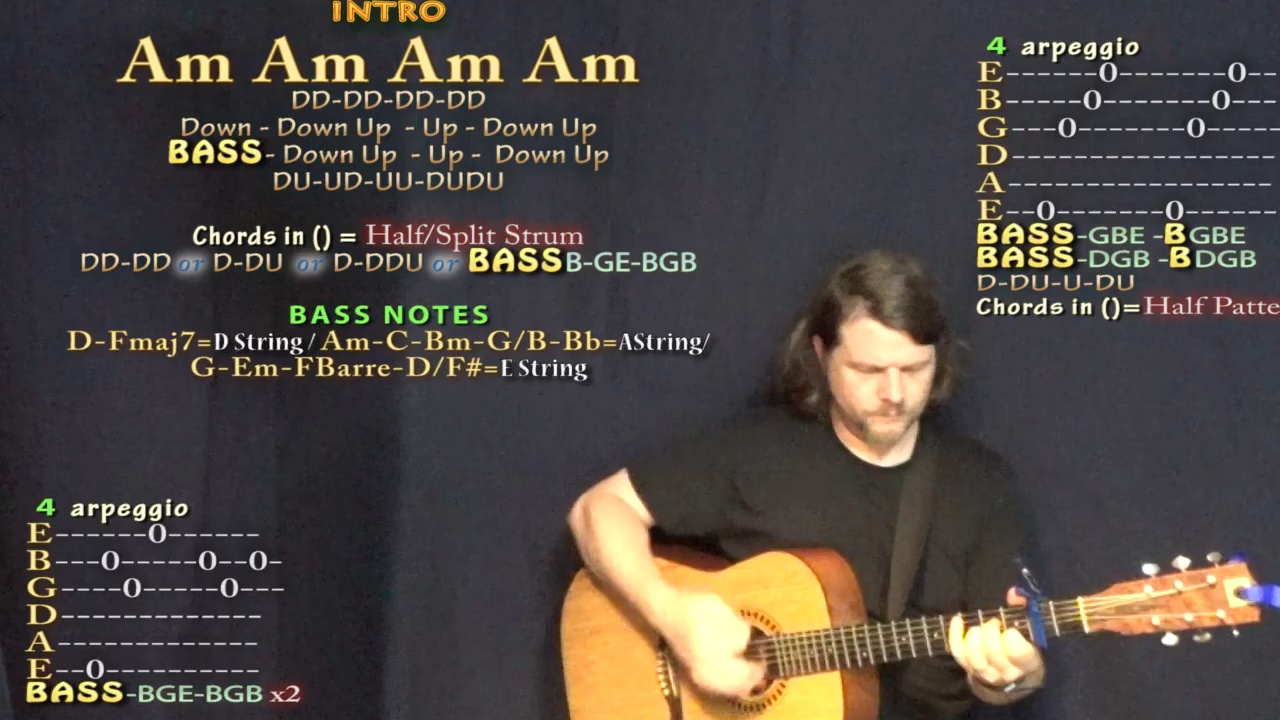 INTRO
Am Am Am Am
DD-DD-DD-DD
Down - Down Up - Up - Down Up
BASS- Down Up - Up - Down Up
DU-UD-UU-DUDU
Chords in () = Half/Split Strum
DD-DD or D-DU or D-DDU or BASSB-GE-BGB
BASS NOTES
D-Fmaj7=D String / Am-C-Bm-G/B-Bb=AString/
G-Em-FBarre-D/F#=E String
4 arpeggio
E------0-------0---
B-----0-------0----
G---0-------0------
D------------------
A------------------
E--0-------0-------
BASS-GBE -BGBE
BASS-DGB -BDGB
D-DU-U-DU
Chords in ()=Half Patte
4 arpeggio
E------0------
B---0-----0--0-
G----0-----0---
D-------------
A-------------
E--0----------
BASS-BGE-BGB x2